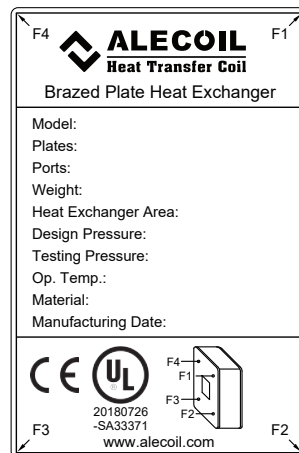 F4
F1
ALECOIL
Heat Transfer Coil
Brazed Plate Heat Exchanger
Model:
Plates:
Ports:
Weight:
Heat Exchanger Area:
Design Pressure:
Testing Pressure:
Op. Temp.:
Material:
Manufacturing Date:
CE
UL
®
20180726
-SA33371
F4
F1
F3
F2
F3
F2
www.alecoil.com